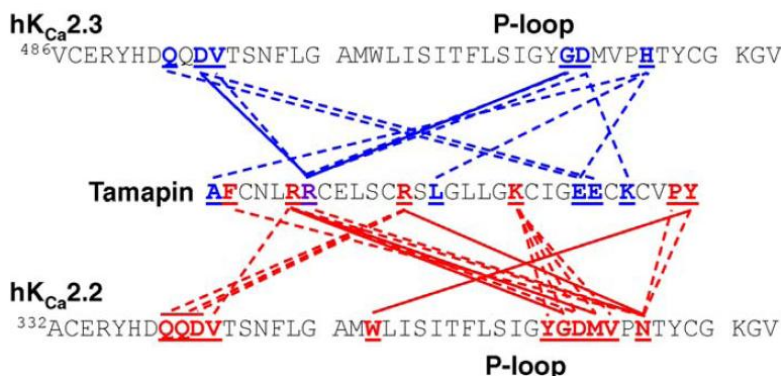 hKCa2.3 P-loop
486VCERYHDQQDVTSNFLG AMWLISITFLSIGYGDMVPHTYCG KGV
Tamapin AFCNLRRCELSCRSLGLLGKCIGEECKCVPY
hKCa2.2
332ACERYHDQQDVTSNFLG AMWLISITFLSIGYGDMVPNTYCG KGV
P-loop